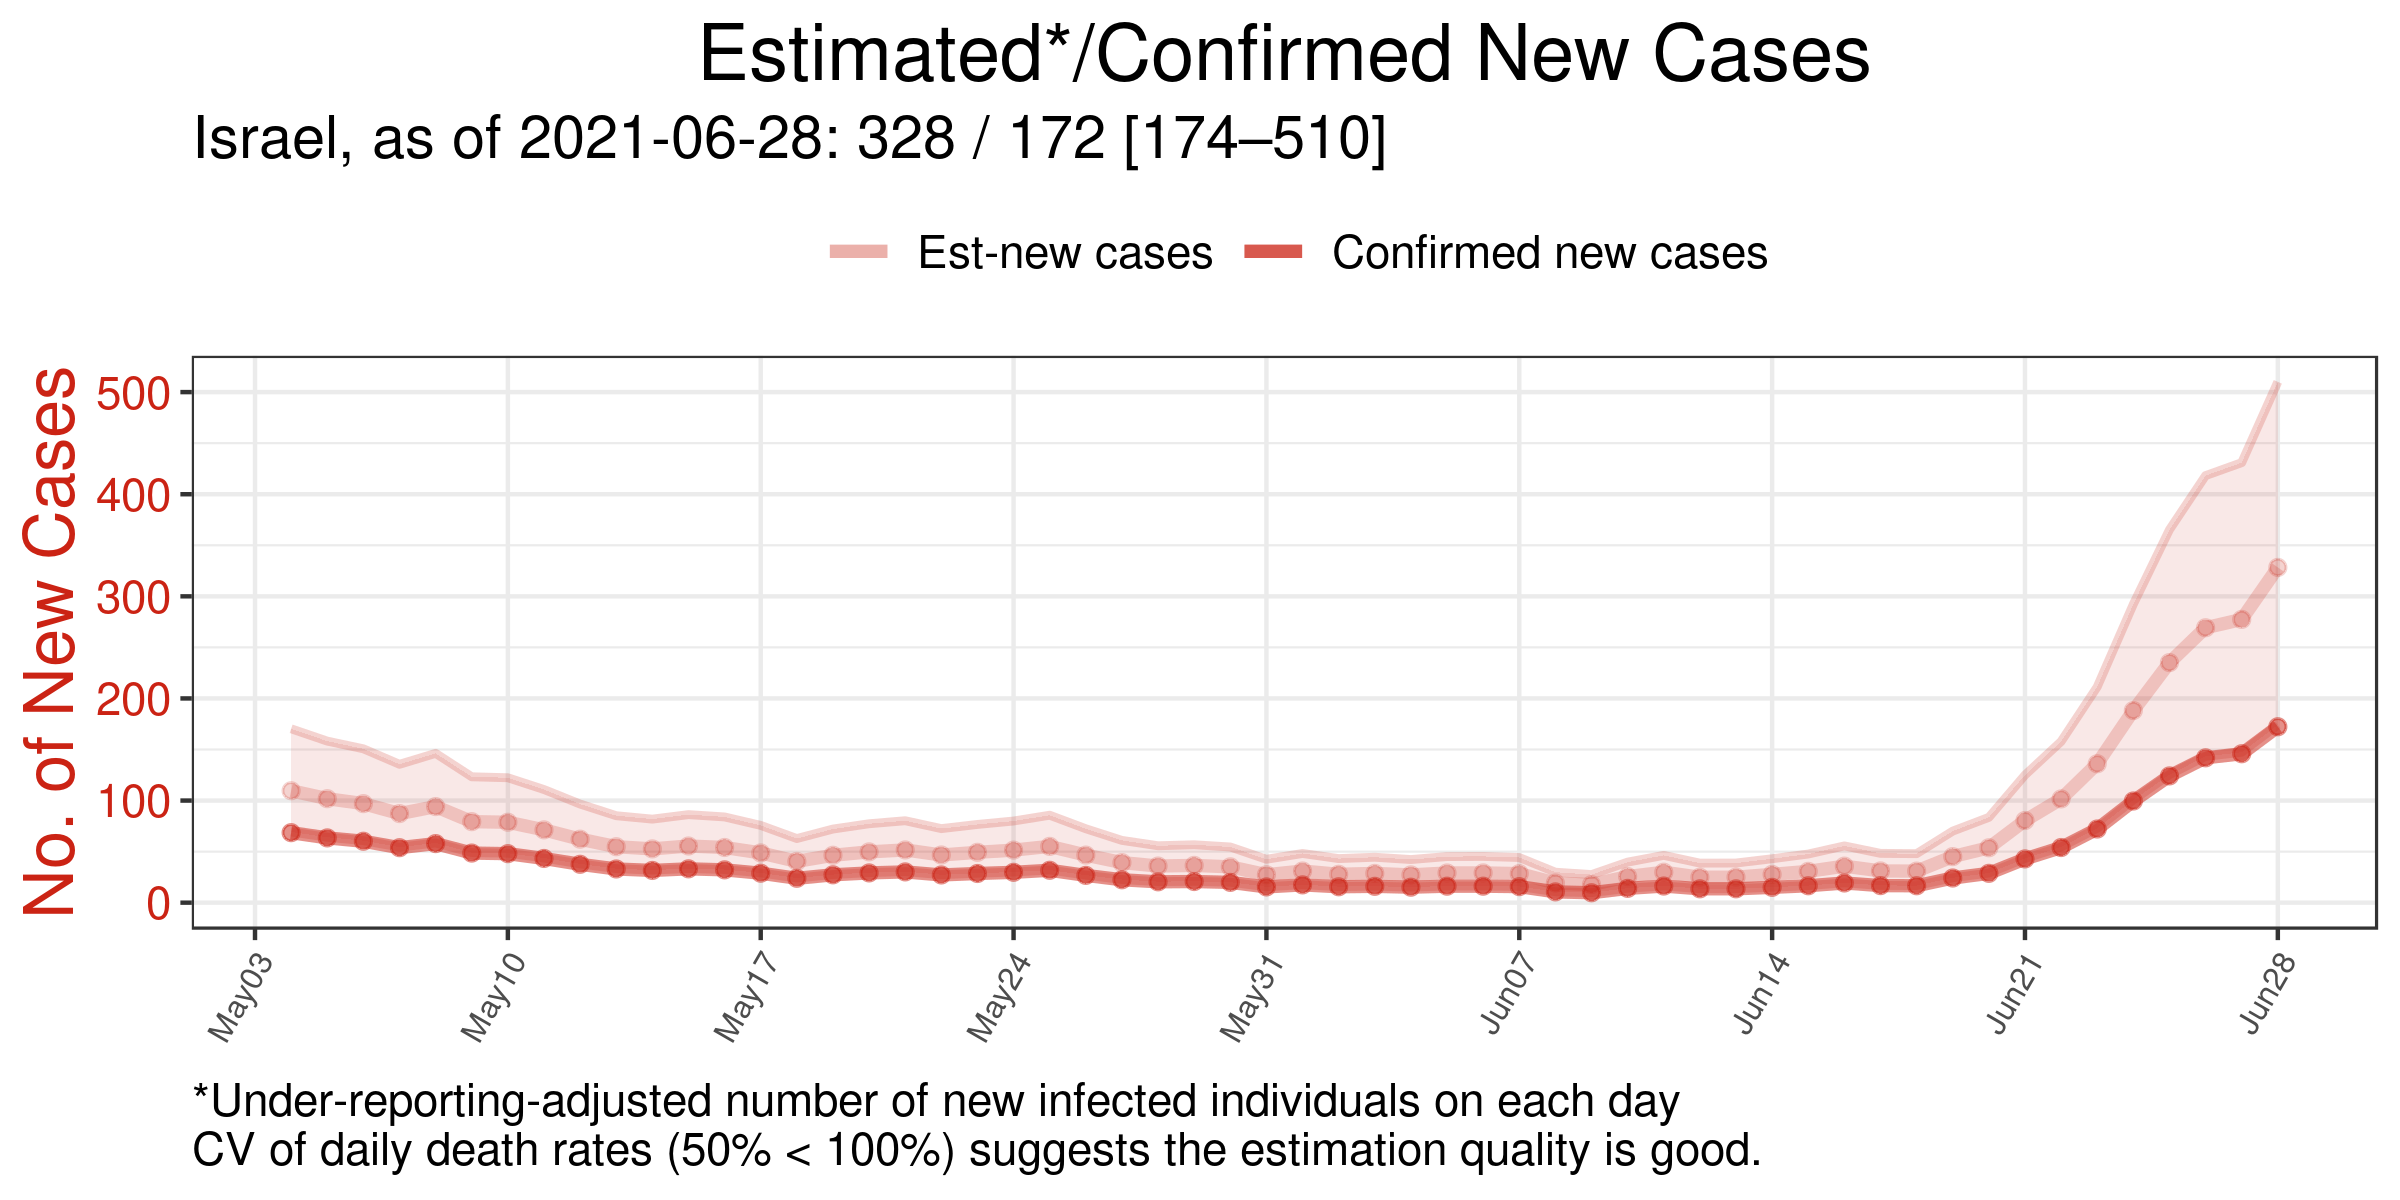 Estimated*/Confirmed New Cases
Israel, as of 2021-06-28: 328 / 172 [174–510]
Est-new cases
Confirmed new cases
No. of New Cases
500
400
300
200
100
0
May03
May10
May17
May24
May31
Jun07
Jun14
Jun21
Jun28
*Under-reporting-adjusted number of new infected individuals on each day
CV of daily death rates (50% < 100%) suggests the estimation quality is good.